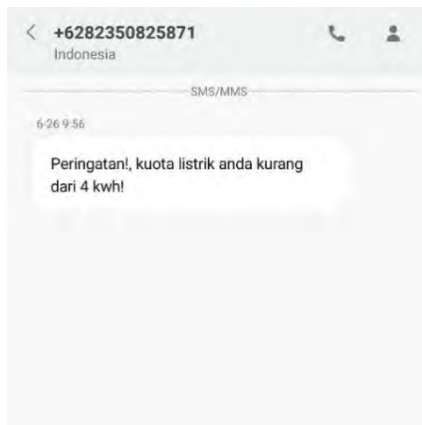 +6282350825871
Indonesia
SMS/MMS
6-26 9:56
Peringatan!, kuota listrik anda kurang
dari 4 kwh!